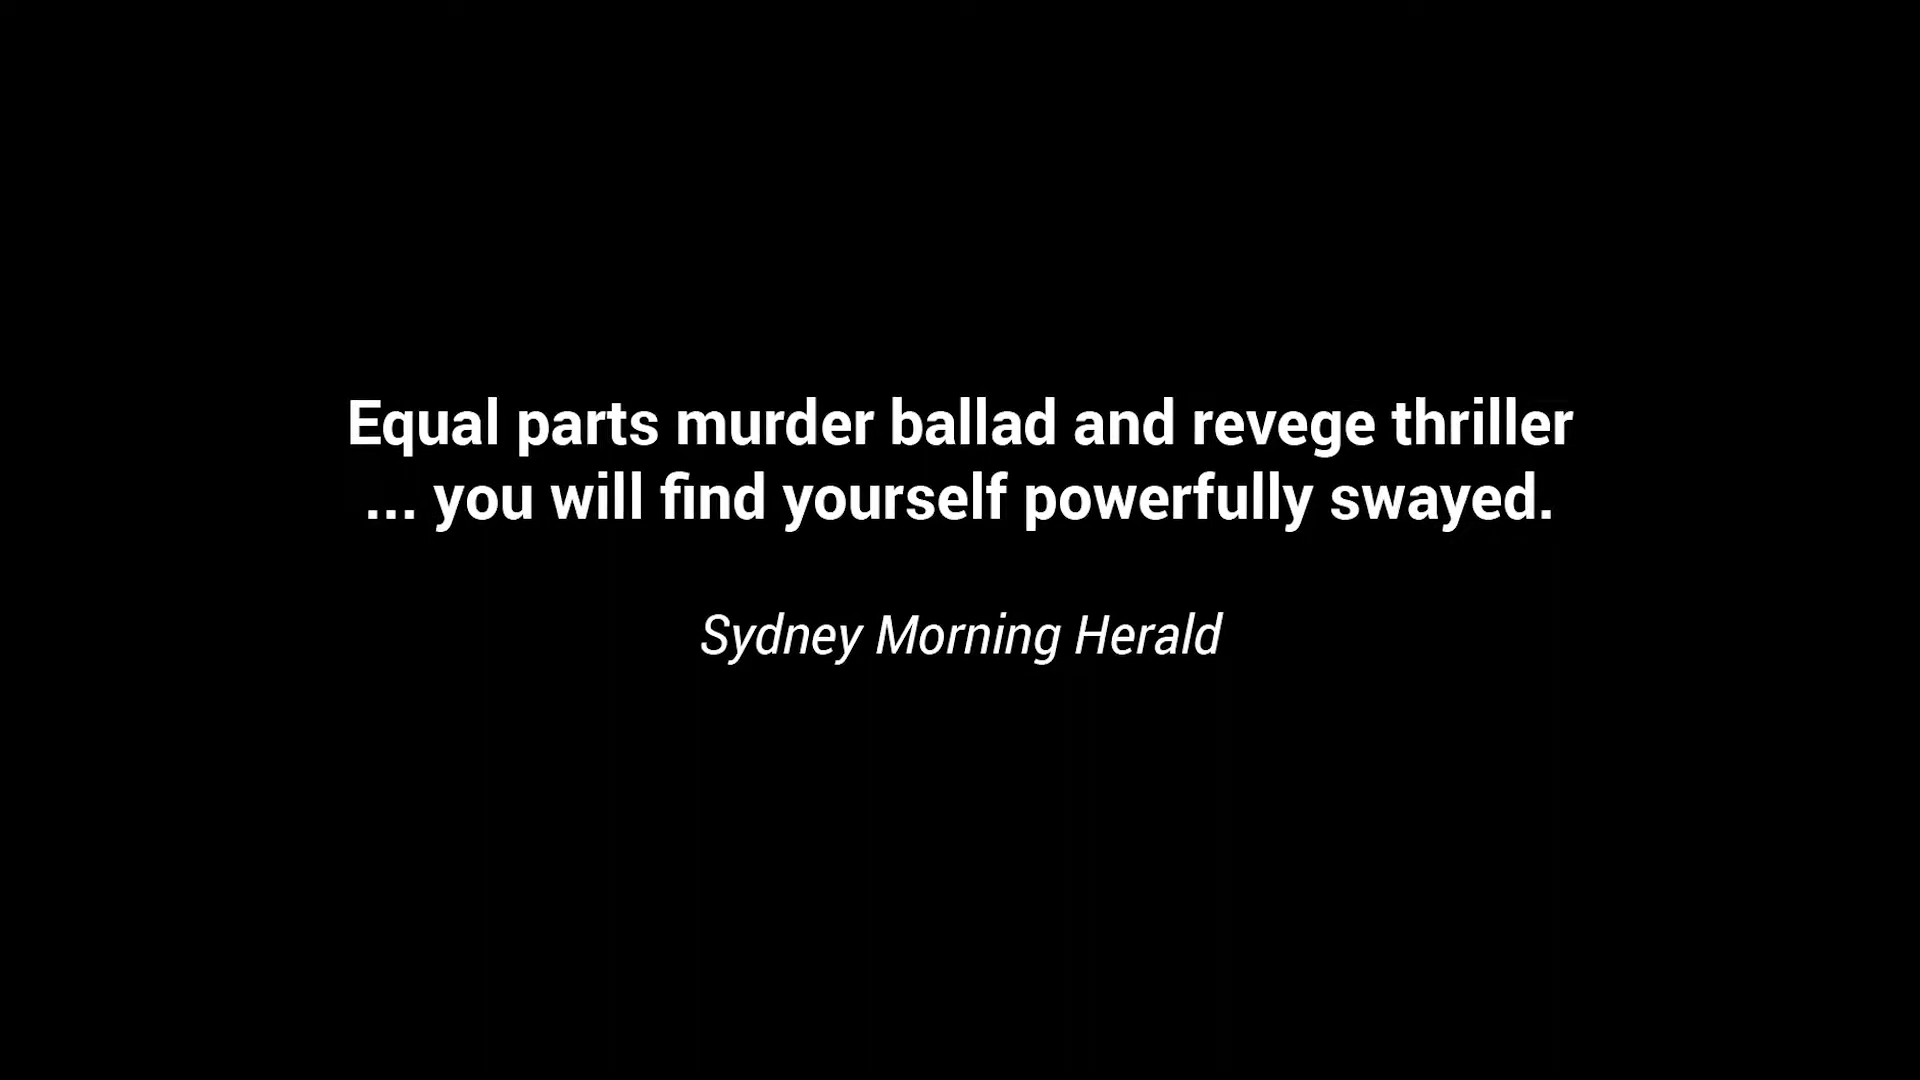 Equal parts murder ballad and revege thriller
... you will find yourself powerfully swayed.
Sydney Morning Herald